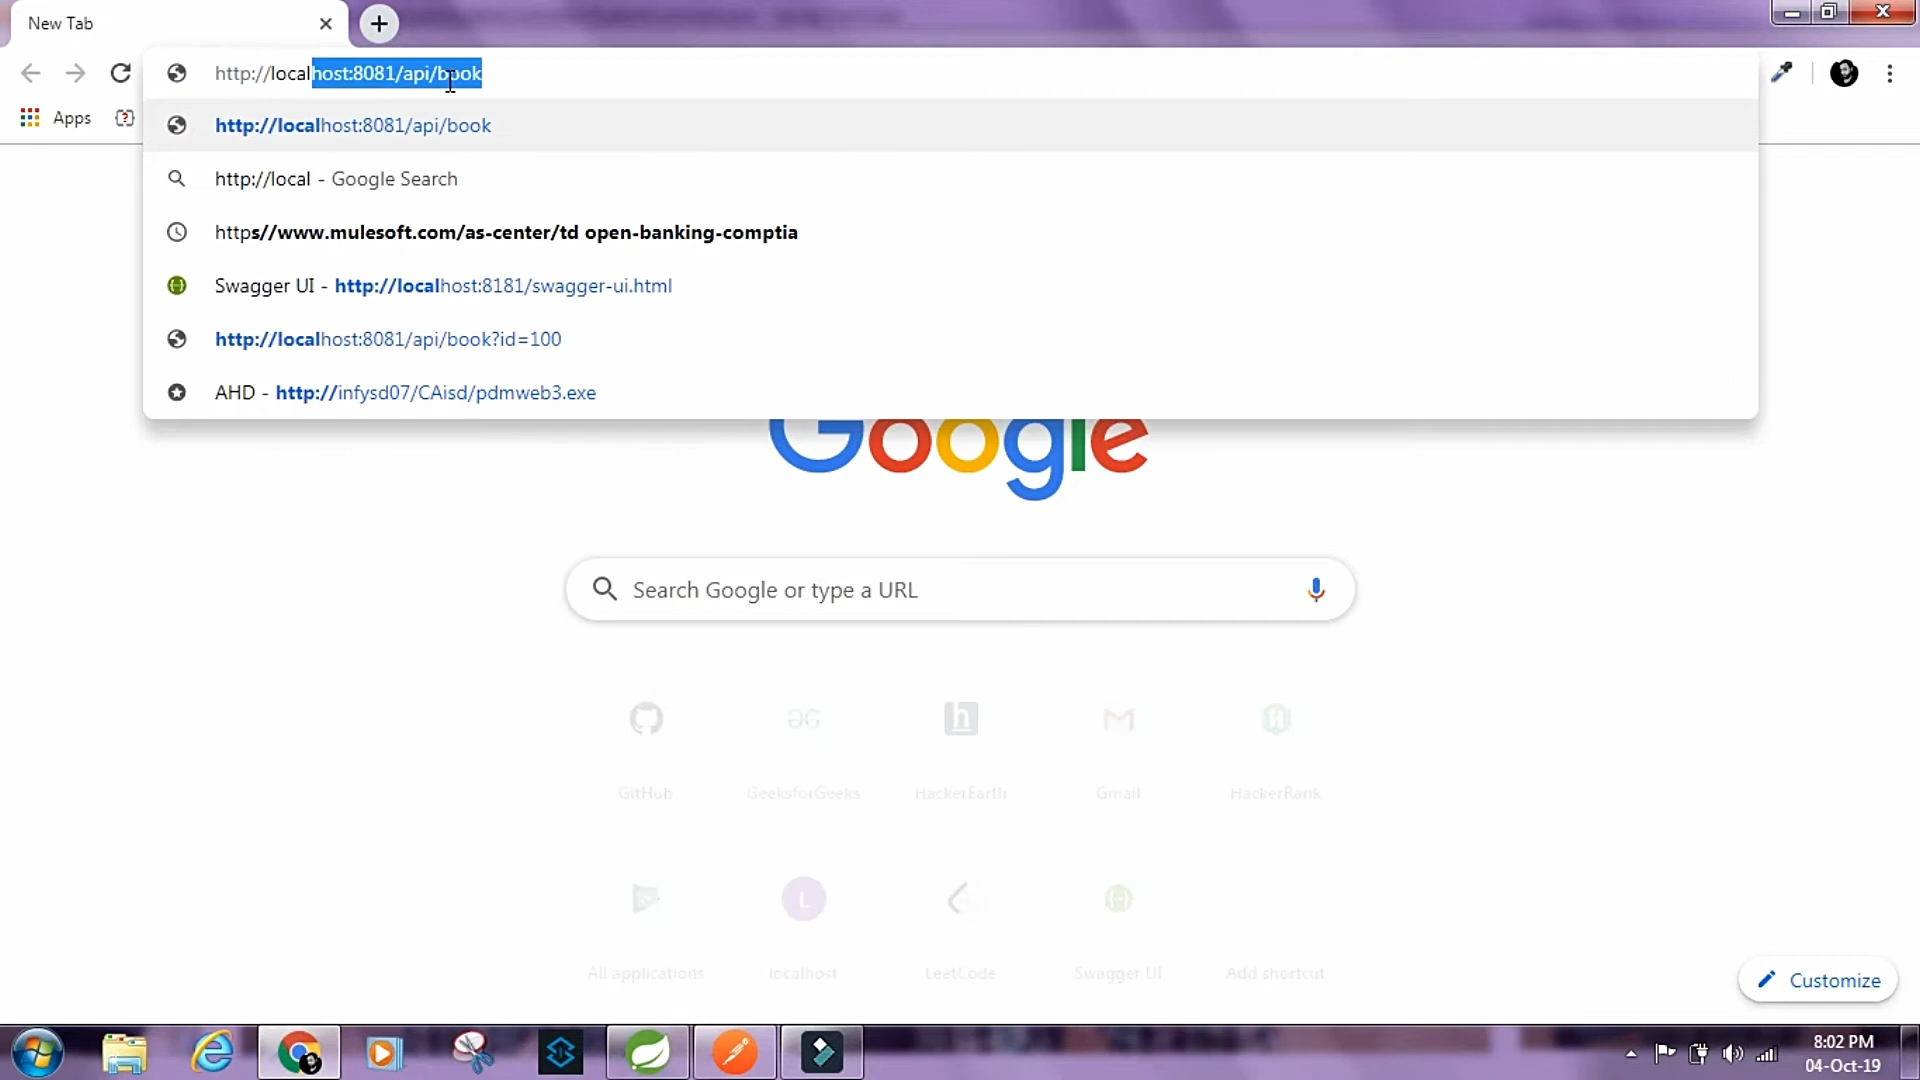 New Tab
http://localhost:8081/api/book
Apps
http://localhost:8081/api/book
http://local - Google Search
https//www.mulesoft.com/as-center/td open-banking-comptia
Swagger UI - http://localhost:8181/swagger-ui.html
http://localhost:8081/api/book?id=100
AHD - http://infysd07/CAisd/pdmweb3.exe
Google
Search Google or type a URL
GitHub GeeksforGeeks HackerEarth Gmail HackerRank
L
All applications localhost LeetCode Swagger UI Add shortcut
Customize
8:02 PM
04-Oct-19